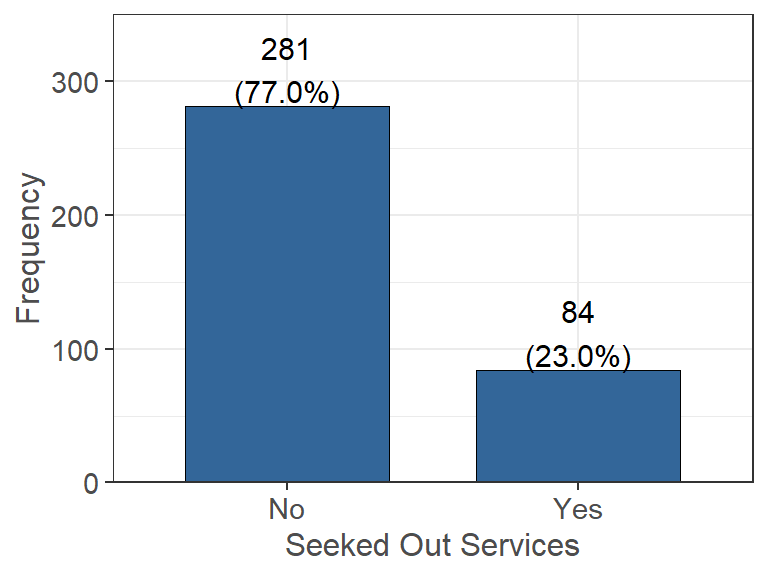 281
(77.0%)
84
(23.0%)
300
200
100
0
Frequency
No
Yes
Seeked Out Services